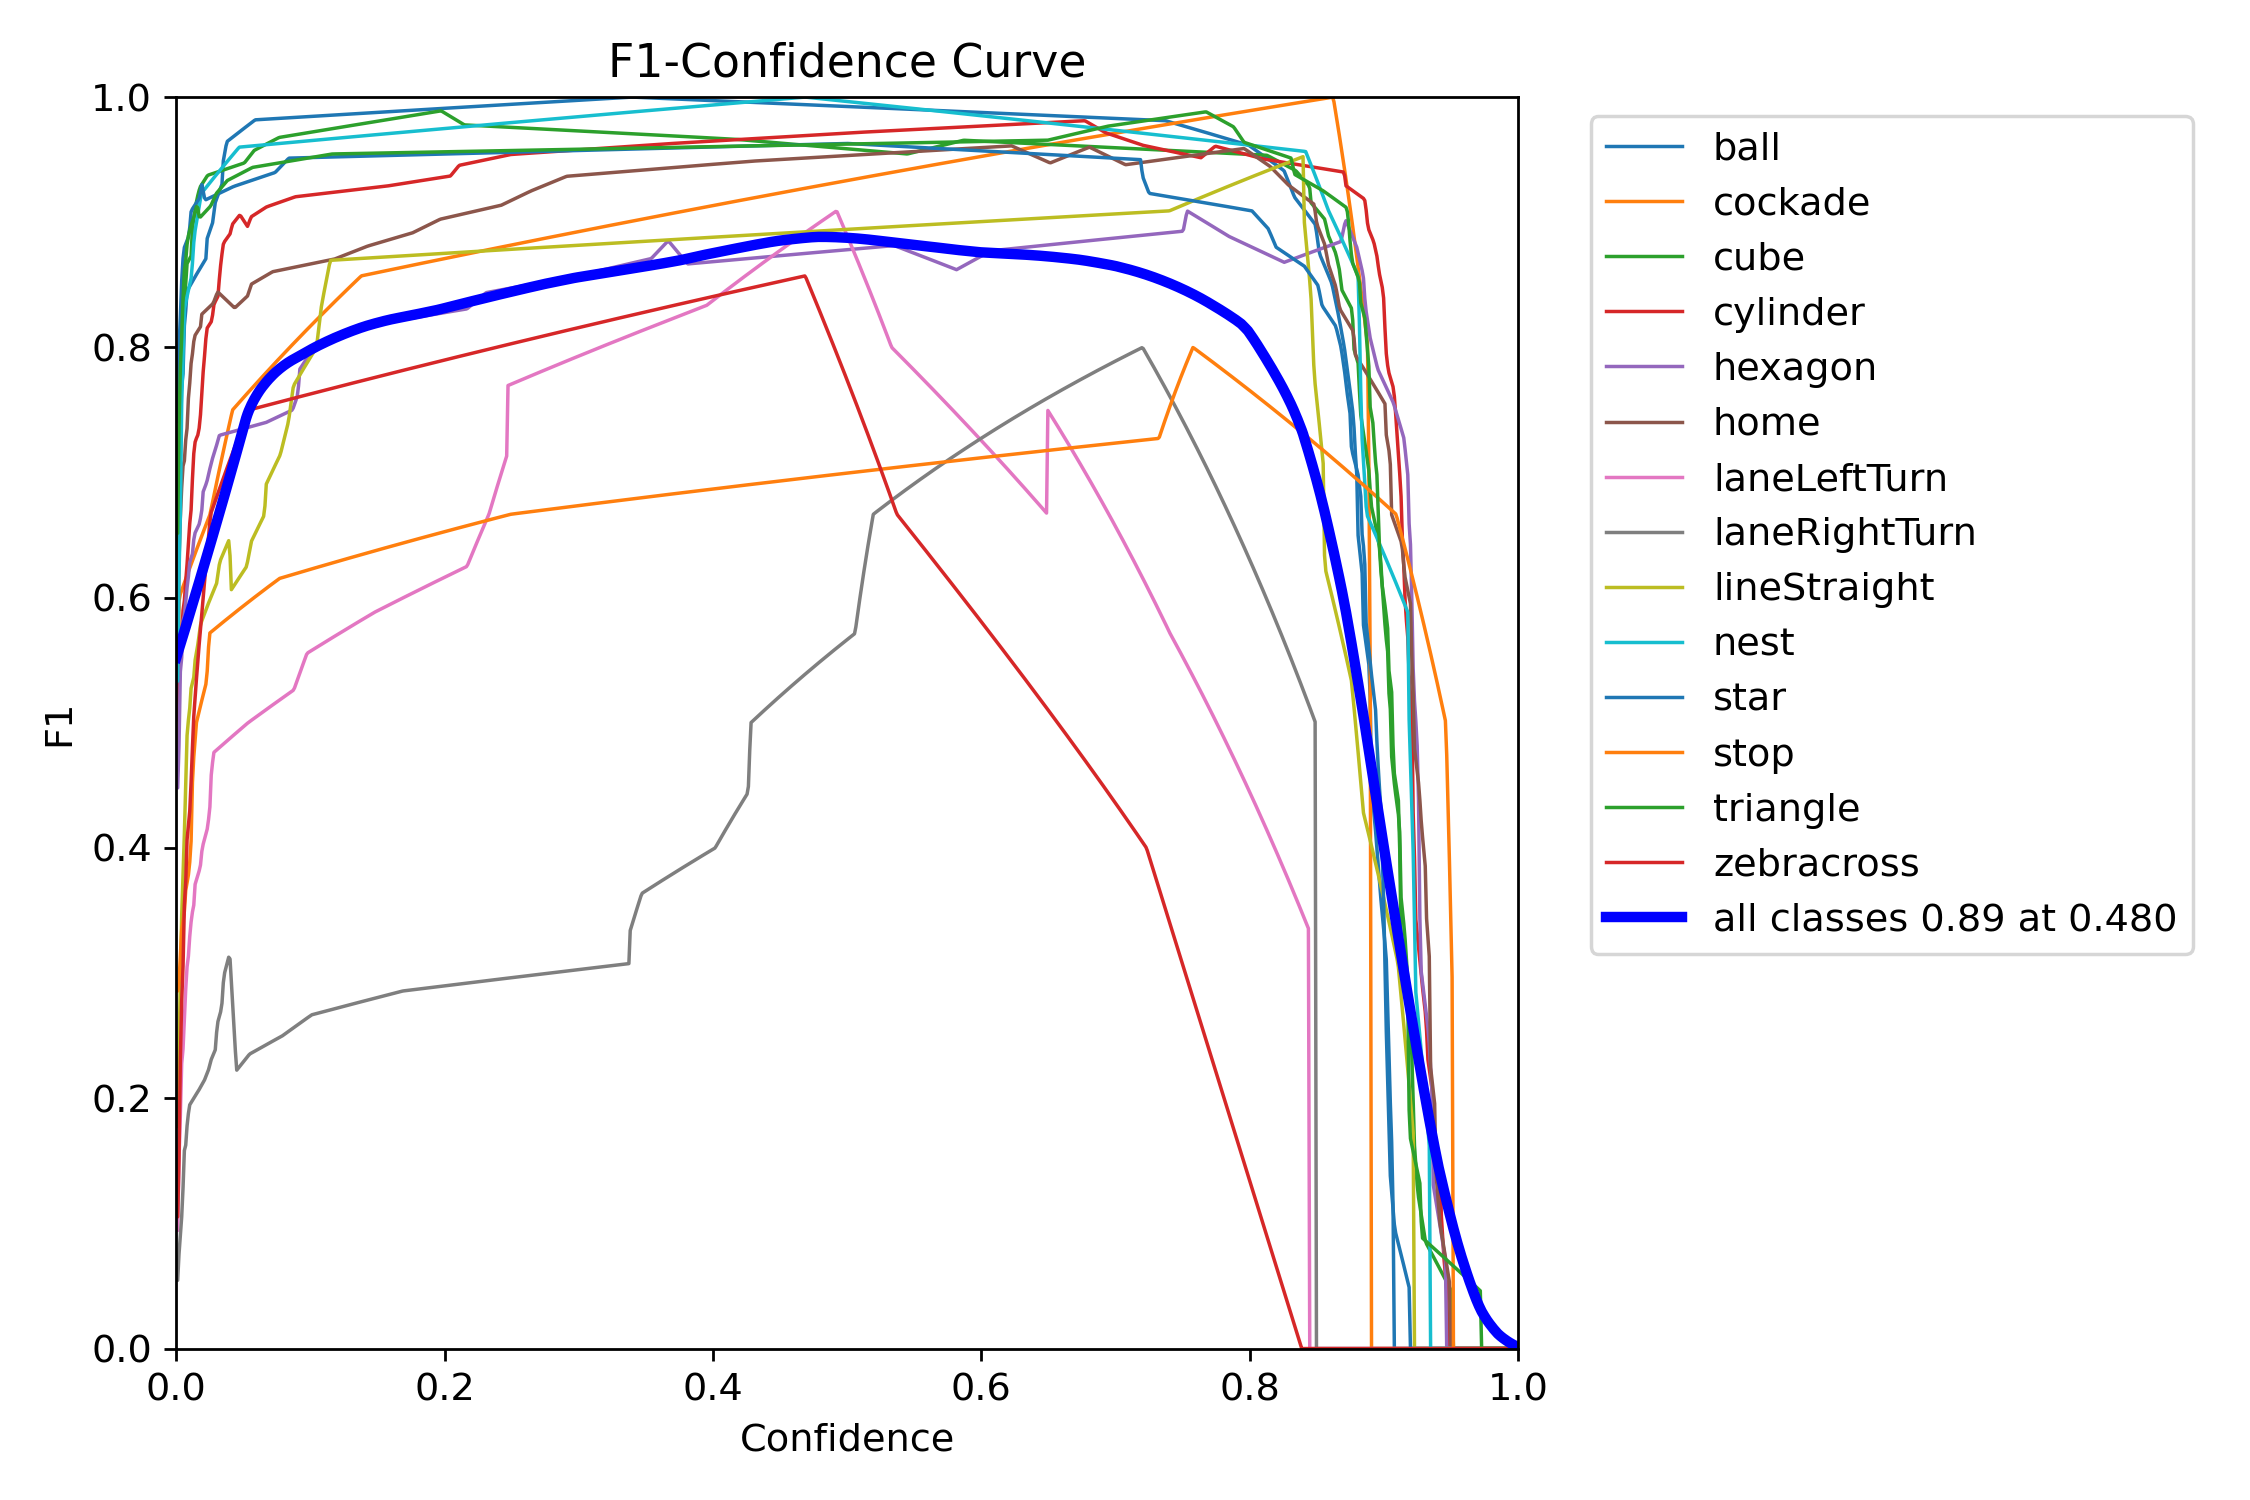 F1-Confidence Curve
1.0
0.8
0.6
0.4
0.2
0.0
F1
0.0 0.2 0.4 0.6 0.8 1.0
Confidence
ball
cockade
cube
cylinder
hexagon
home
laneLeftTurn
laneRightTurn
lineStraight
nest
star
stop
triangle
zebracross
all classes 0.89 at 0.480